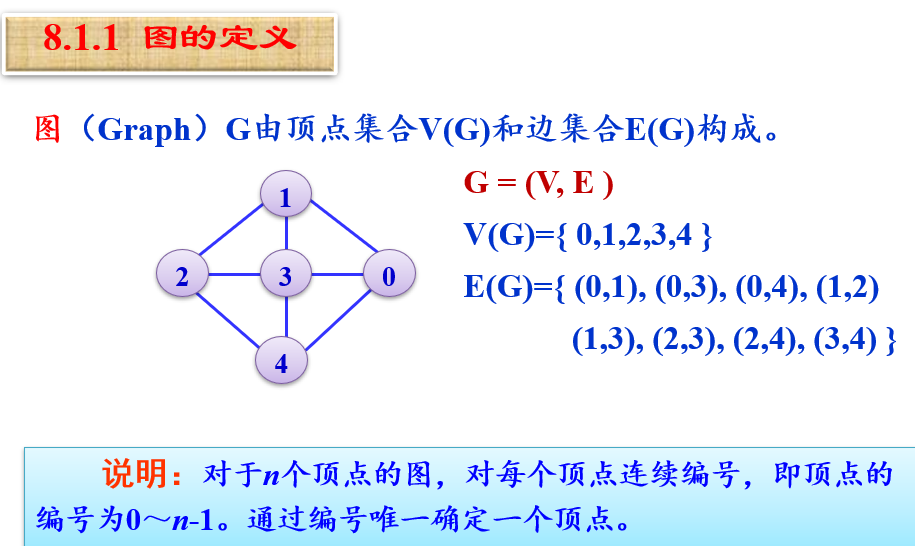 8.1.1 图的定义
图（Graph）G由顶点集合V(G)和边集合E(G)构成。
G = (V, E )
V(G)={ 0,1,2,3,4 }
E(G)={ (0,1), (0,3), (0,4), (1,2)
(1,3), (2,3), (2,4), (3,4) }
1
2 3 0
4
说明：对于n个顶点的图，对每个顶点连续编号，即顶点的
编号为0～n-1。通过编号唯一确定一个顶点。